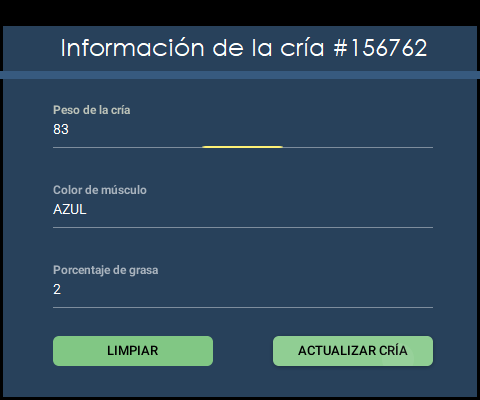 Información de la cría #156762
Peso de la cría
83
Color de músculo
AZUL
Porcentaje de grasa
2
LIMPIAR
ACTUALIZAR CRÍA